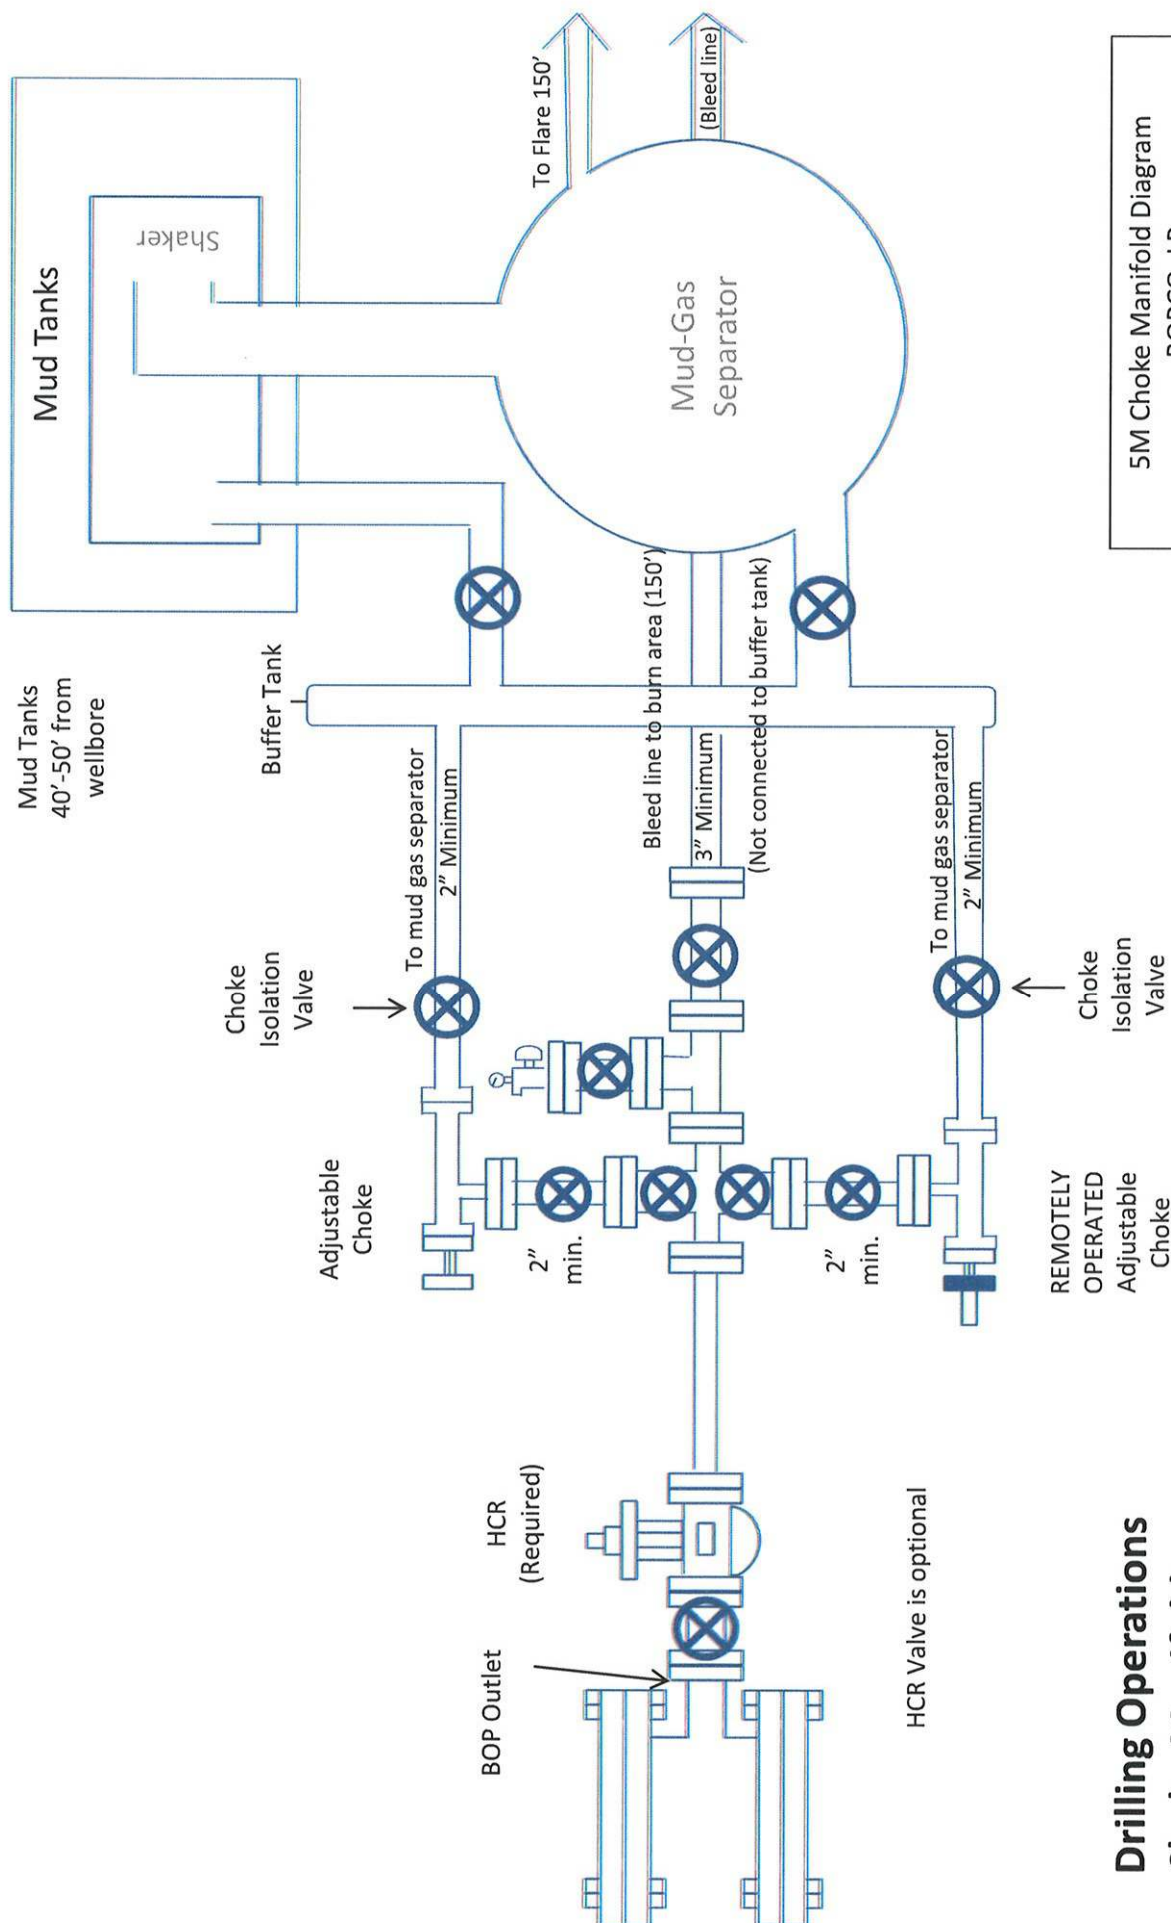 Mud Tanks
40'-50' from
wellbore
Mud Tanks
Shaker
Buffer Tank
To Flare 150'
(Bleed line)
Mud-Gas
Separator
Choke
Isolation
Valve
To mud gas separator
2" Minimum
Bleed line to burn area (150')
3" Minimum
(Not connected to buffer tank)
Adjustable
Choke
2"
min.
2"
min.
To mud gas separator
2" Minimum
Choke
Isolation
Valve
REMOTELY
OPERATED
Adjustable
Choke
HCR
(Required)
BOP Outlet
HCR Valve is optional
Drilling Operations
5M Choke Manifold Diagram